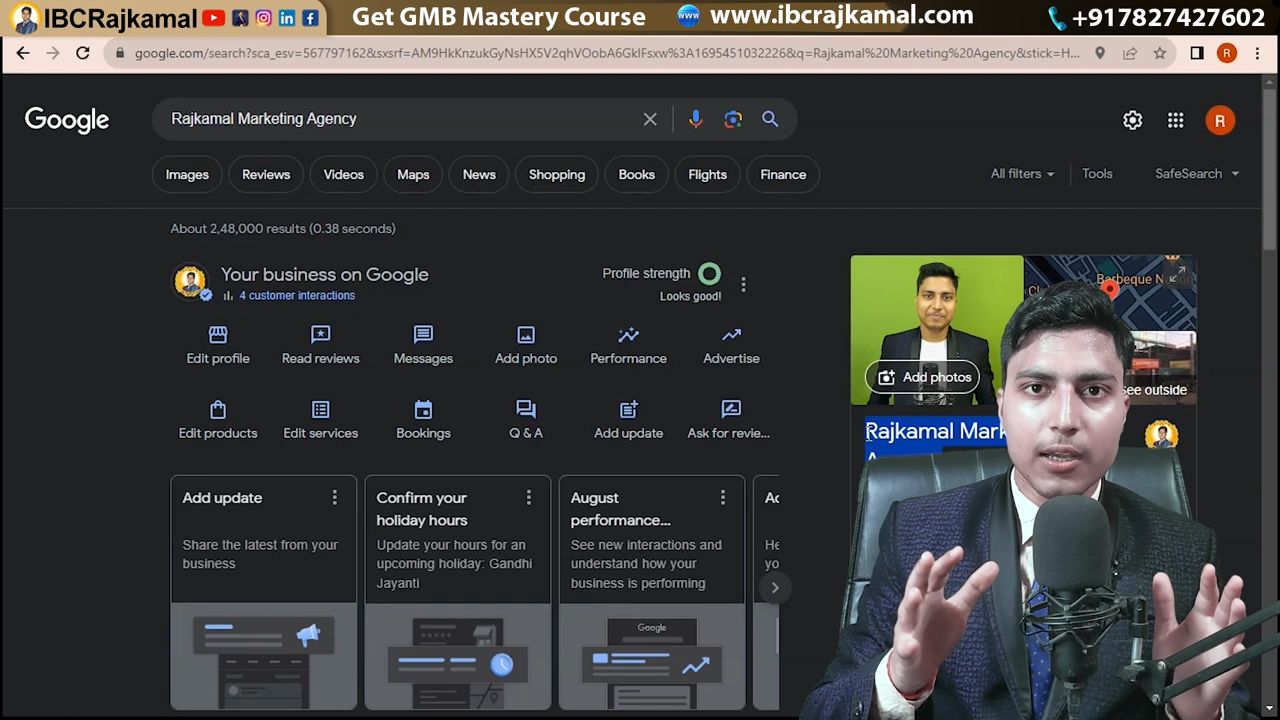 IBCRajkamal
Get GMB Mastery Course
www.ibcrajkamal.com
+917827427602
google.com/search?sca_esv=567797162&sxsrf=AM9HkKnzukGyNsHX5V2qhVOobA6GklFsxw%3A1695451032226&q=Rajkamal%20Marketing%20Agency&stick=H...
R
Google
Rajkamal Marketing Agency
R
Images
Reviews
Videos
Maps
News
Shopping
Books
Flights
Finance
All filters
Tools
SafeSearch
About 2,48,000 results (0.38 seconds)
Your business on Google
4 customer interactions
Profile strength
Looks good!
Edit profile
Read reviews
Messages
Add photo
Performance
Advertise
Edit products
Edit services
Bookings
Q & A
Add update
Ask for revie...
Barbeque N
Add photos
see outside
Rajkamal Mark
Add update
Share the latest from your
business
Confirm your
holiday hours
Update your hours for an
upcoming holiday: Gandhi
Jayanti
August
performance...
See new interactions and
understand how your
business is performing
Google